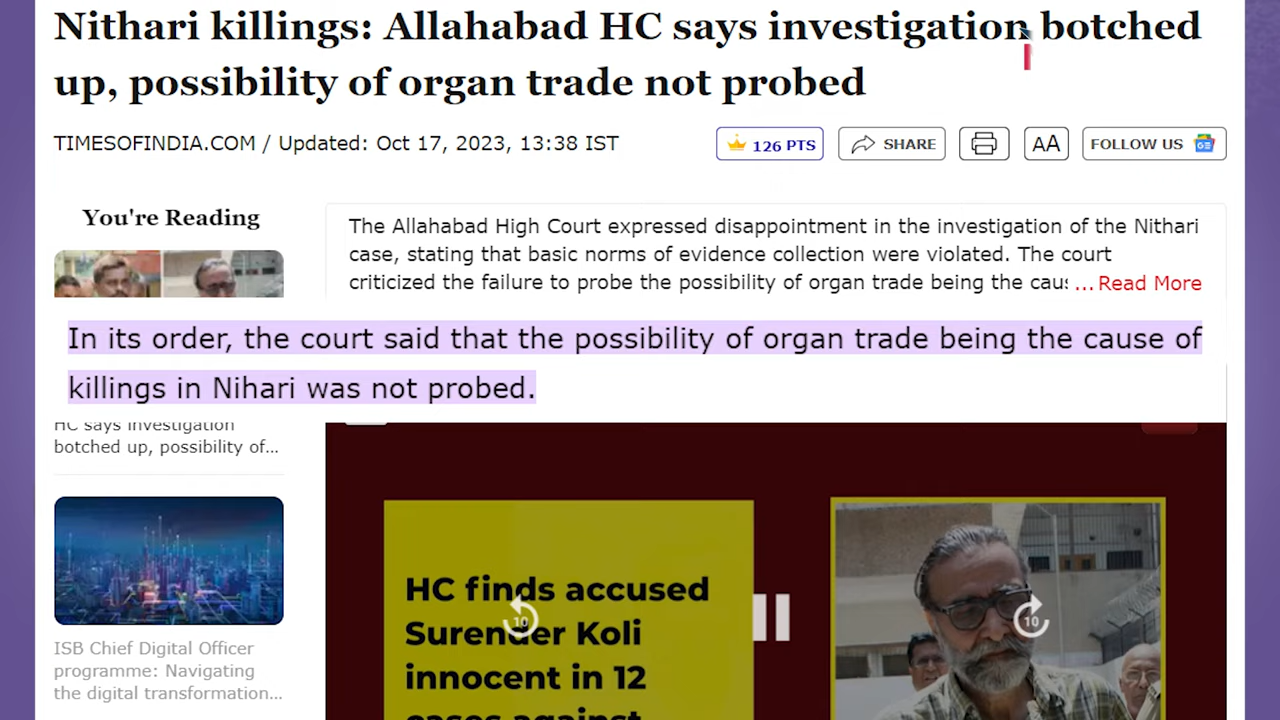 Nithari killings: Allahabad HC says investigation botched
up, possibility of organ trade not probed
TIMESOFINDIA.COM / Updated: Oct 17, 2023, 13:38 IST
126 PTS
SHARE
AA
FOLLOW US
You're Reading
The Allahabad High Court expressed disappointment in the investigation of the Nithari
case, stating that basic norms of evidence collection were violated. The court
criticized the failure to probe the possibility of organ trade being the cau ... Read More
In its order, the court said that the possibility of organ trade being the cause of
killings in Nihari was not probed.
HC says investigation
botched up, possibility of...
ISB Chief Digital Officer
programme: Navigating
the digital transformation...
HC finds accused
Surender Koli
innocent in 12
cases against
10
10